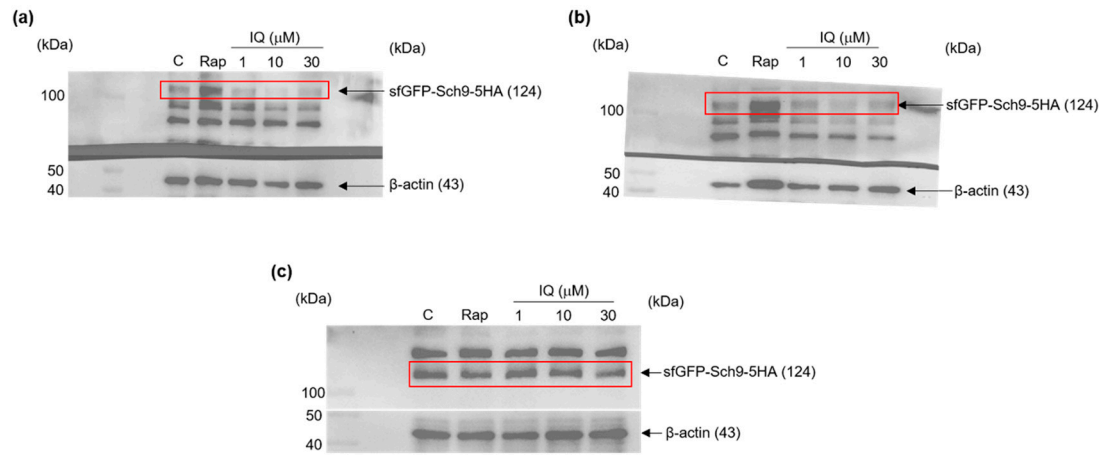 (a)
(kDa)
IQ (μM)
(kDa)
C Rap 1 10 30
100
sfGFP-Sch9-5HA (124)
50
40
β-actin (43)
(b)
(kDa)
IQ (μM)
(kDa)
C Rap 1 10 30
100
sfGFP-Sch9-5HA (124)
50
40
β-actin (43)
(c)
(kDa)
IQ (μM)
(kDa)
C Rap 1 10 30
sfGFP-Sch9-5HA (124)
100
50
β-actin (43)
40